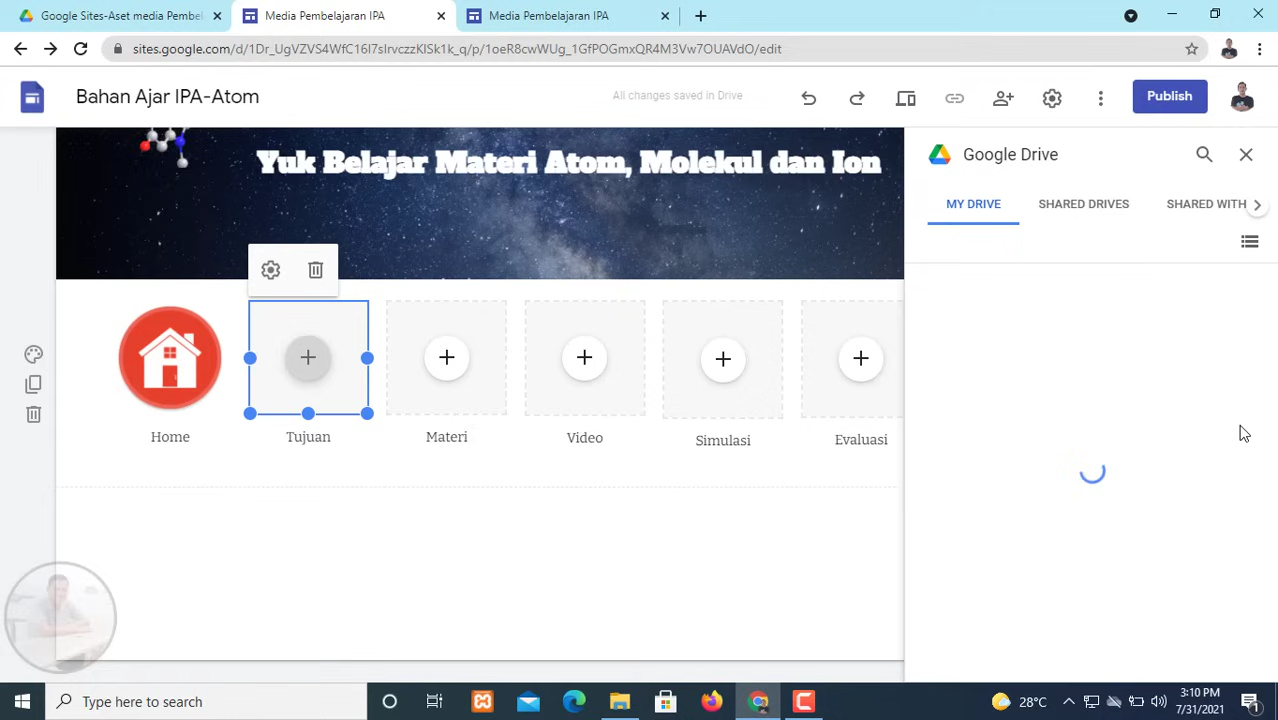 Google Sites-Aset media Pembel
Media Pembelajaran IPA
Media Pembelajaran IPA
sites.google.com/d/1Dr_UgVZVS4WfC16I7slrvczzKlSk1k_q/p/1oeR8cwWUg_1GfPOGmxQR4M3Vw7OUAVdO/edit
Bahan Ajar IPA-Atom
All changes saved in Drive
Publish
Yuk Belajar Materi Atom, Molekul dan Ion
Google Drive
MY DRIVE
SHARED DRIVES
SHARED WITH
Home
Tujuan
Materi
Video
Simulasi
Evaluasi
Type here to search
28°C
3:10 PM
7/31/2021
1